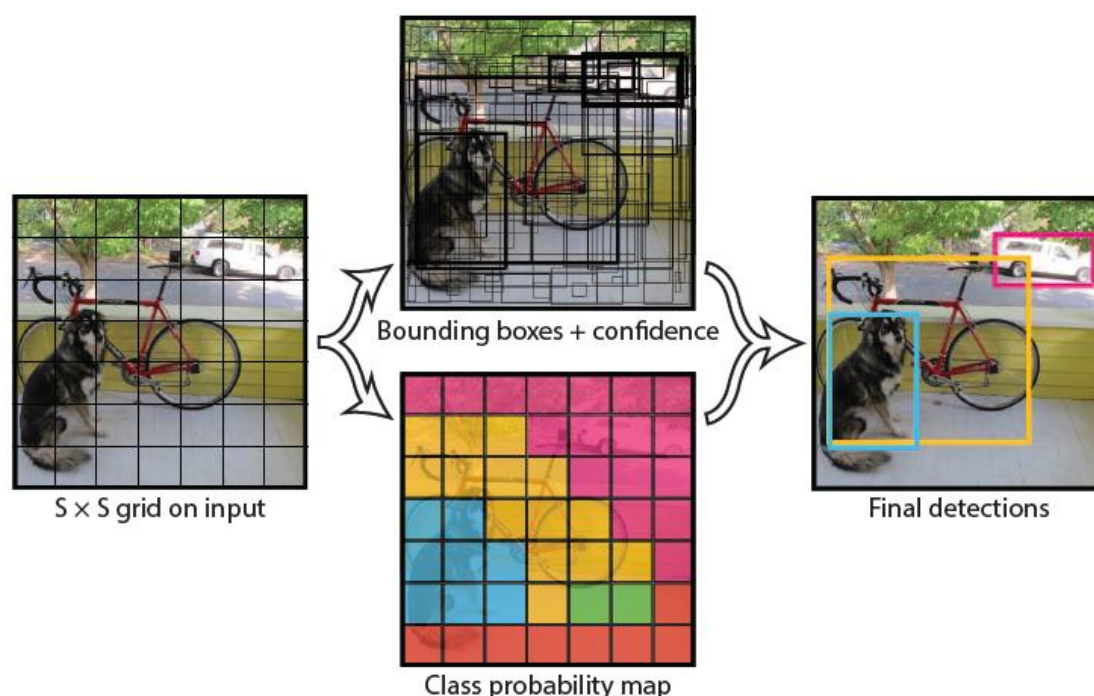 Bounding boxes + confidence
S × S grid on input
Final detections
Class probability map